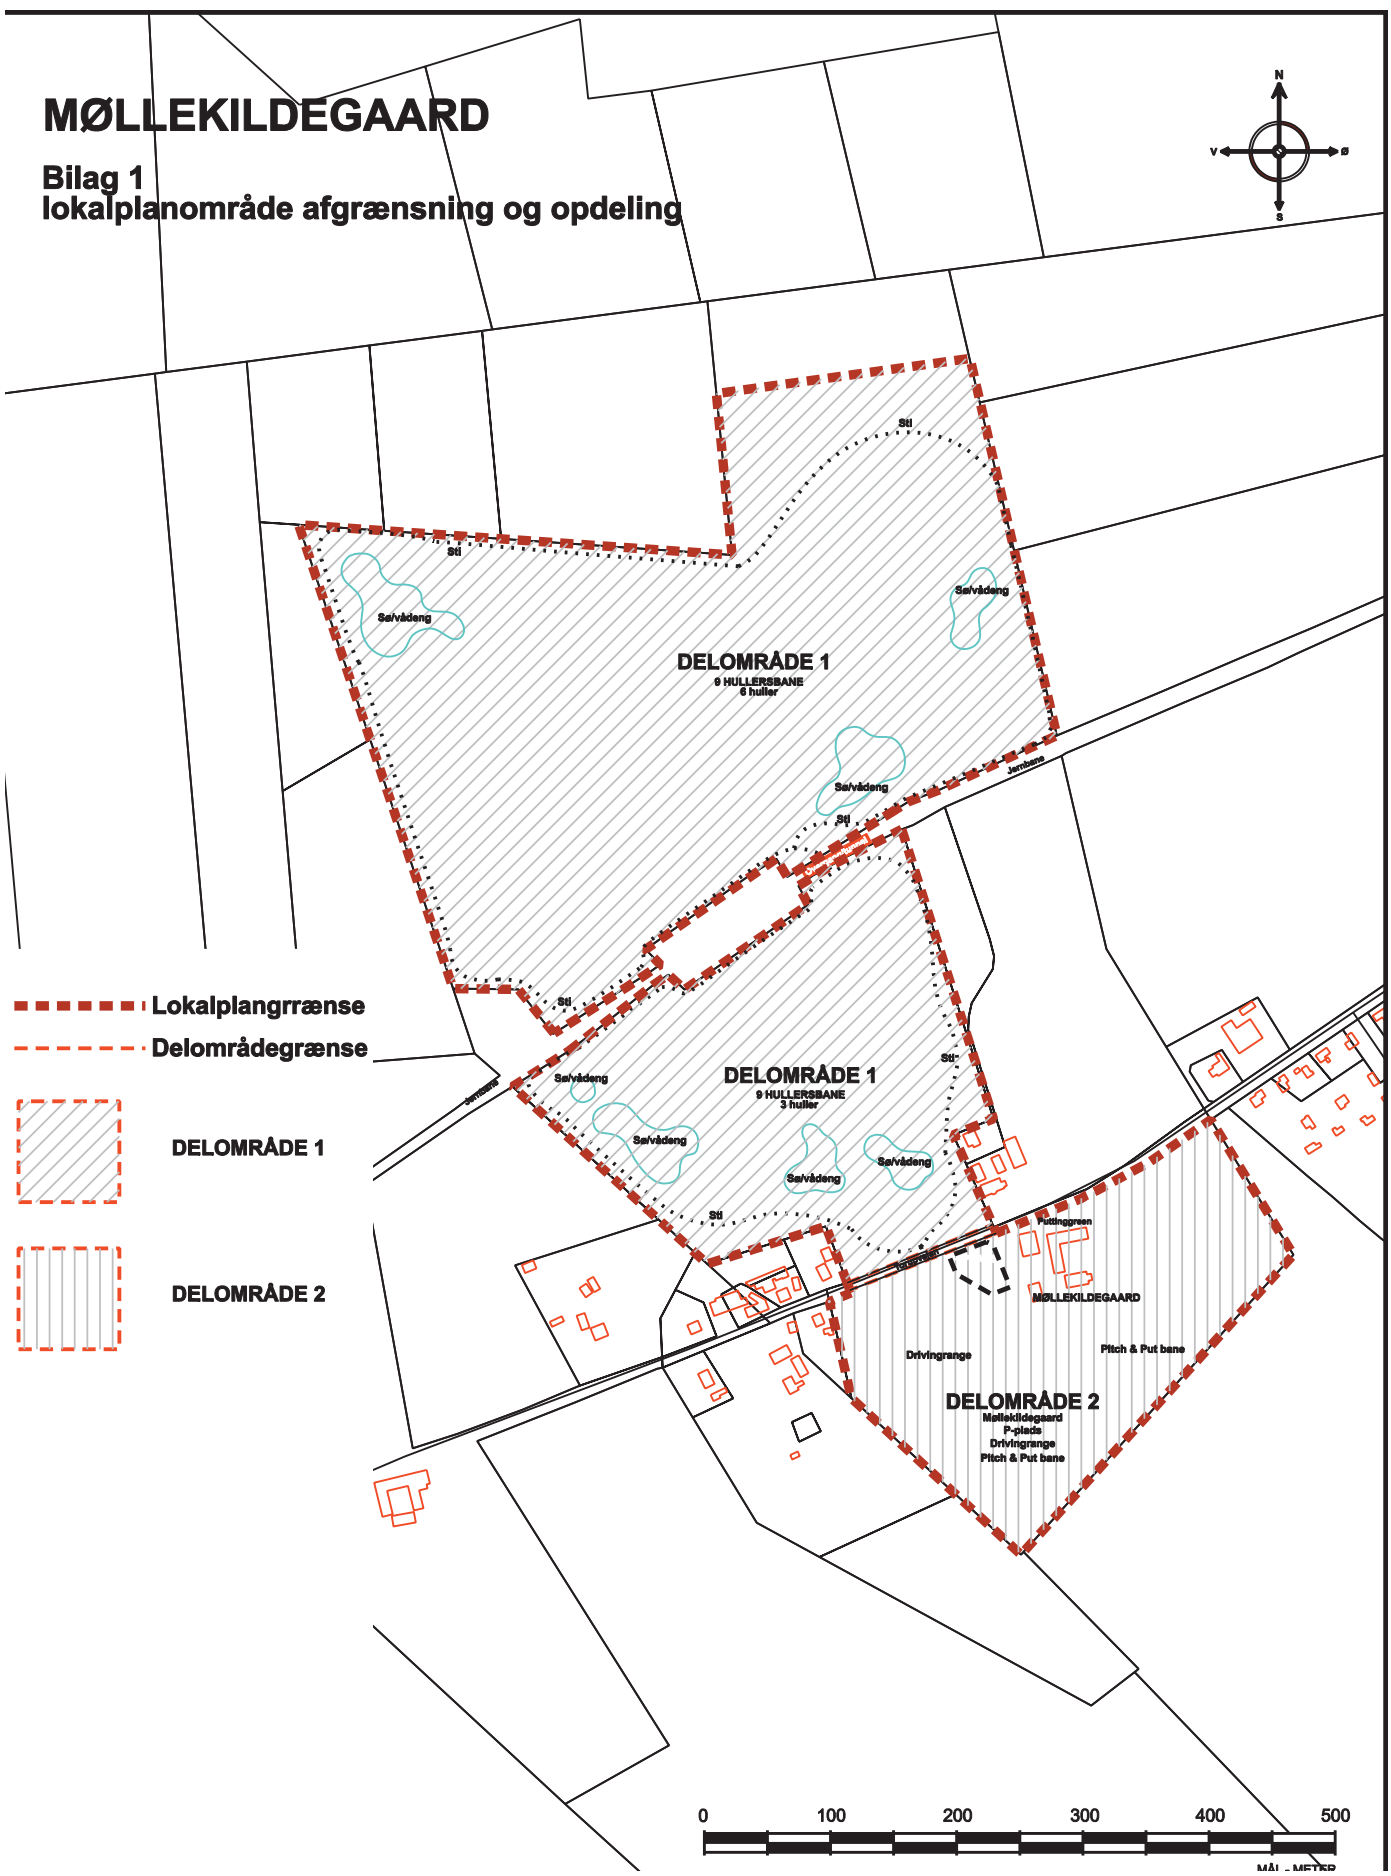 MØLLEKILDEGAARD
Bilag 1
lokalplanområde afgrænsning og opdeling
N
V
Ø
S
Sti
Sti
Sø/vådeng
Sø/vådeng
DELOMRÅDE 1
9 HULLERSBANE
6 huller
Jernbane
Sø/vådeng
Sti
Sti
Lokalplangrrænse
Delområdegrænse
Sti
Sø/vådeng
DELOMRÅDE 1
9 HULLERSBANE
3 huller
Jernbane
Sø/vådeng
Sø/vådeng
Sø/vådeng
DELOMRÅDE 1
Sti
Puttinggreen
DELOMRÅDE 2
MØLLEKILDEGAARD
Drivingrange
Pitch & Put bane
DELOMRÅDE 2
Møllekildegaard
P-plads
Drivingrange
Pitch & Put bane
0 100 200 300 400 500
MÅL - METER